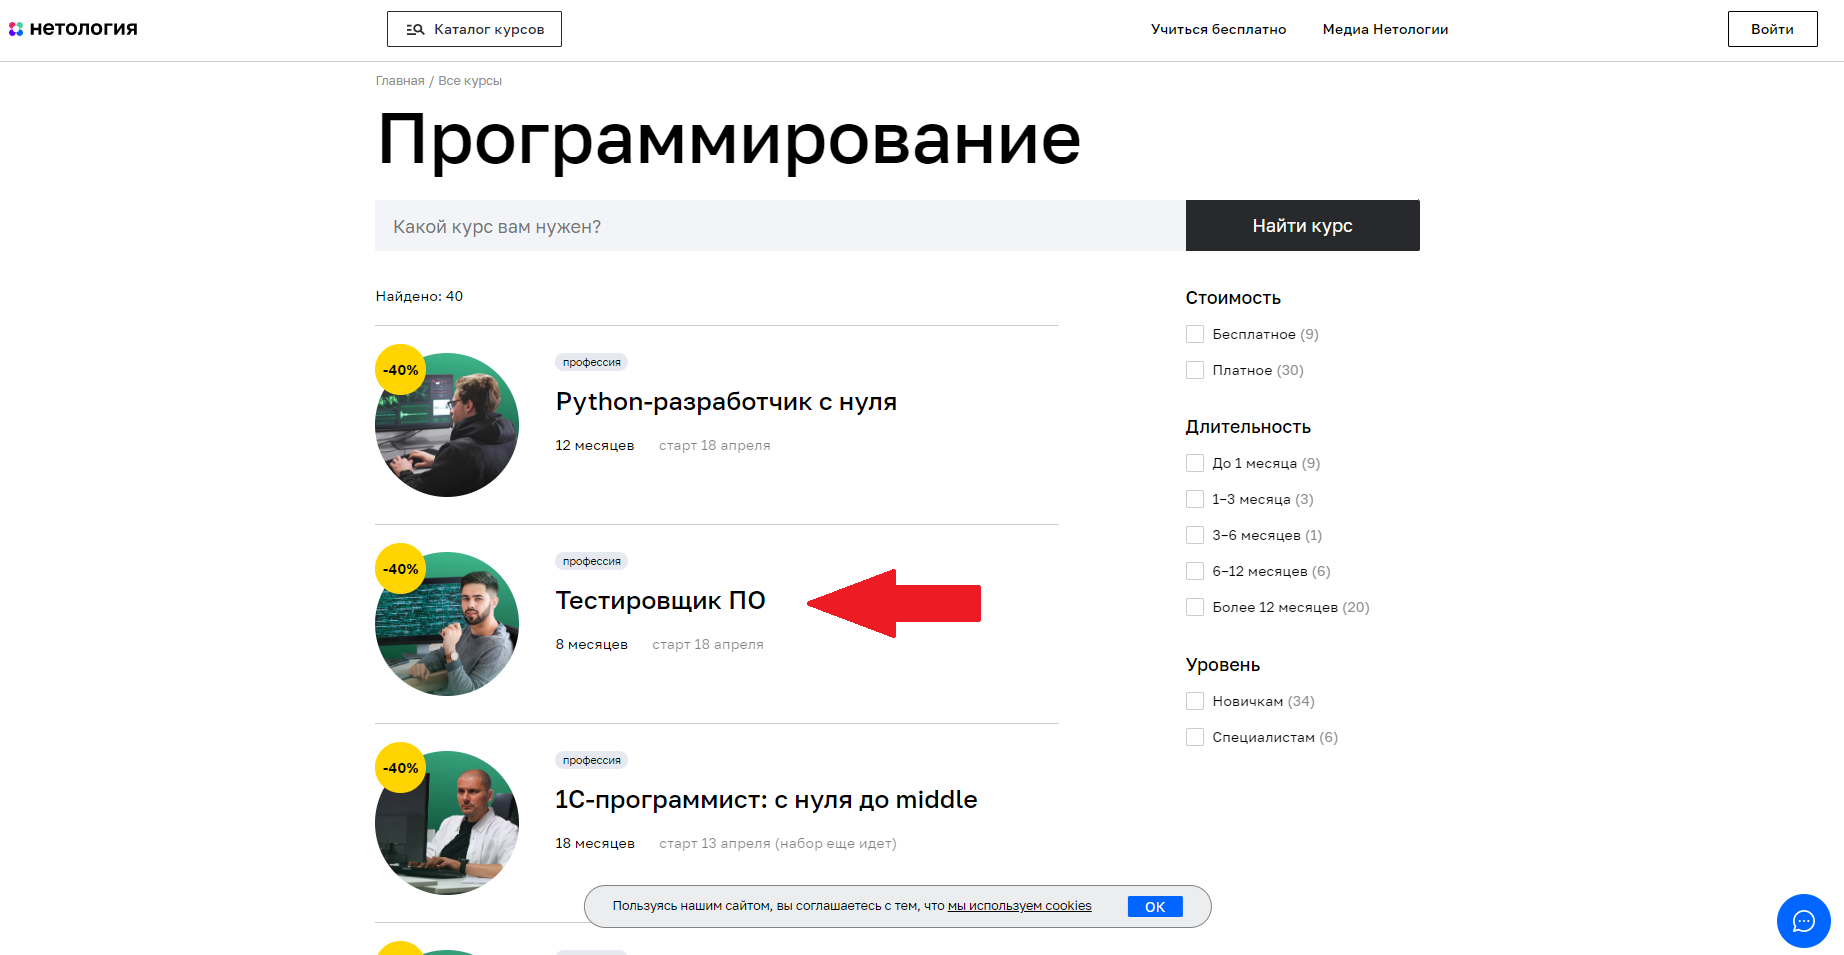 нетология
Каталог курсов
Учиться бесплатно
Медиа Нетологии
Войти
Главная / Все курсы
Программирование
Какой курс вам нужен?
Найти курс
Найдено: 40
-40%
профессия
Python-разработчик с нуля
12 месяцев старт 18 апреля
-40%
профессия
Тестировщик ПО
8 месяцев старт 18 апреля
-40%
профессия
1С-программист: с нуля до middle
18 месяцев старт 13 апреля (набор еще идет)
Стоимость
Бесплатное (9)
Платное (30)
Длительность
До 1 месяца (9)
1–3 месяца (3)
3–6 месяцев (1)
6–12 месяцев (6)
Более 12 месяцев (20)
Уровень
Новичкам (34)
Специалистам (6)
Пользуясь нашим сайтом, вы соглашаетесь с тем, что мы используем cookies
ОК